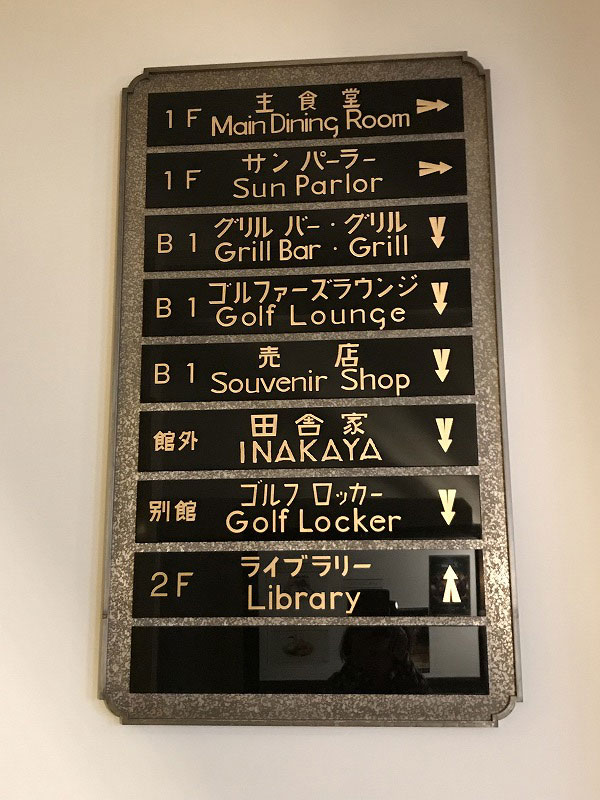 1F 主食堂
Main Dining Room
1F サン パーラー
Sun Parlor
B1 グリル バー・グリル
Grill Bar・Grill
B1 ゴルファーズラウンジ
Golf Lounge
B1 売店
Souvenir Shop
館外 田舎家
INAKAYA
別館 ゴルフ ロッカー
Golf Locker
2F ライブラリー
Library